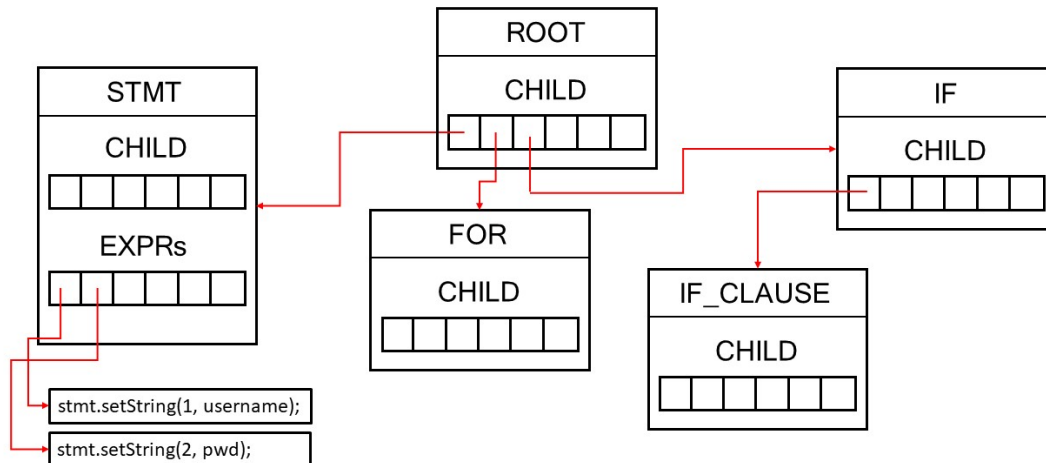 ROOT
CHILD
STMT
CHILD
EXPRs
stmt.setString(1, username);
stmt.setString(2, pwd);
FOR
CHILD
IF
CHILD
IF_CLAUSE
CHILD